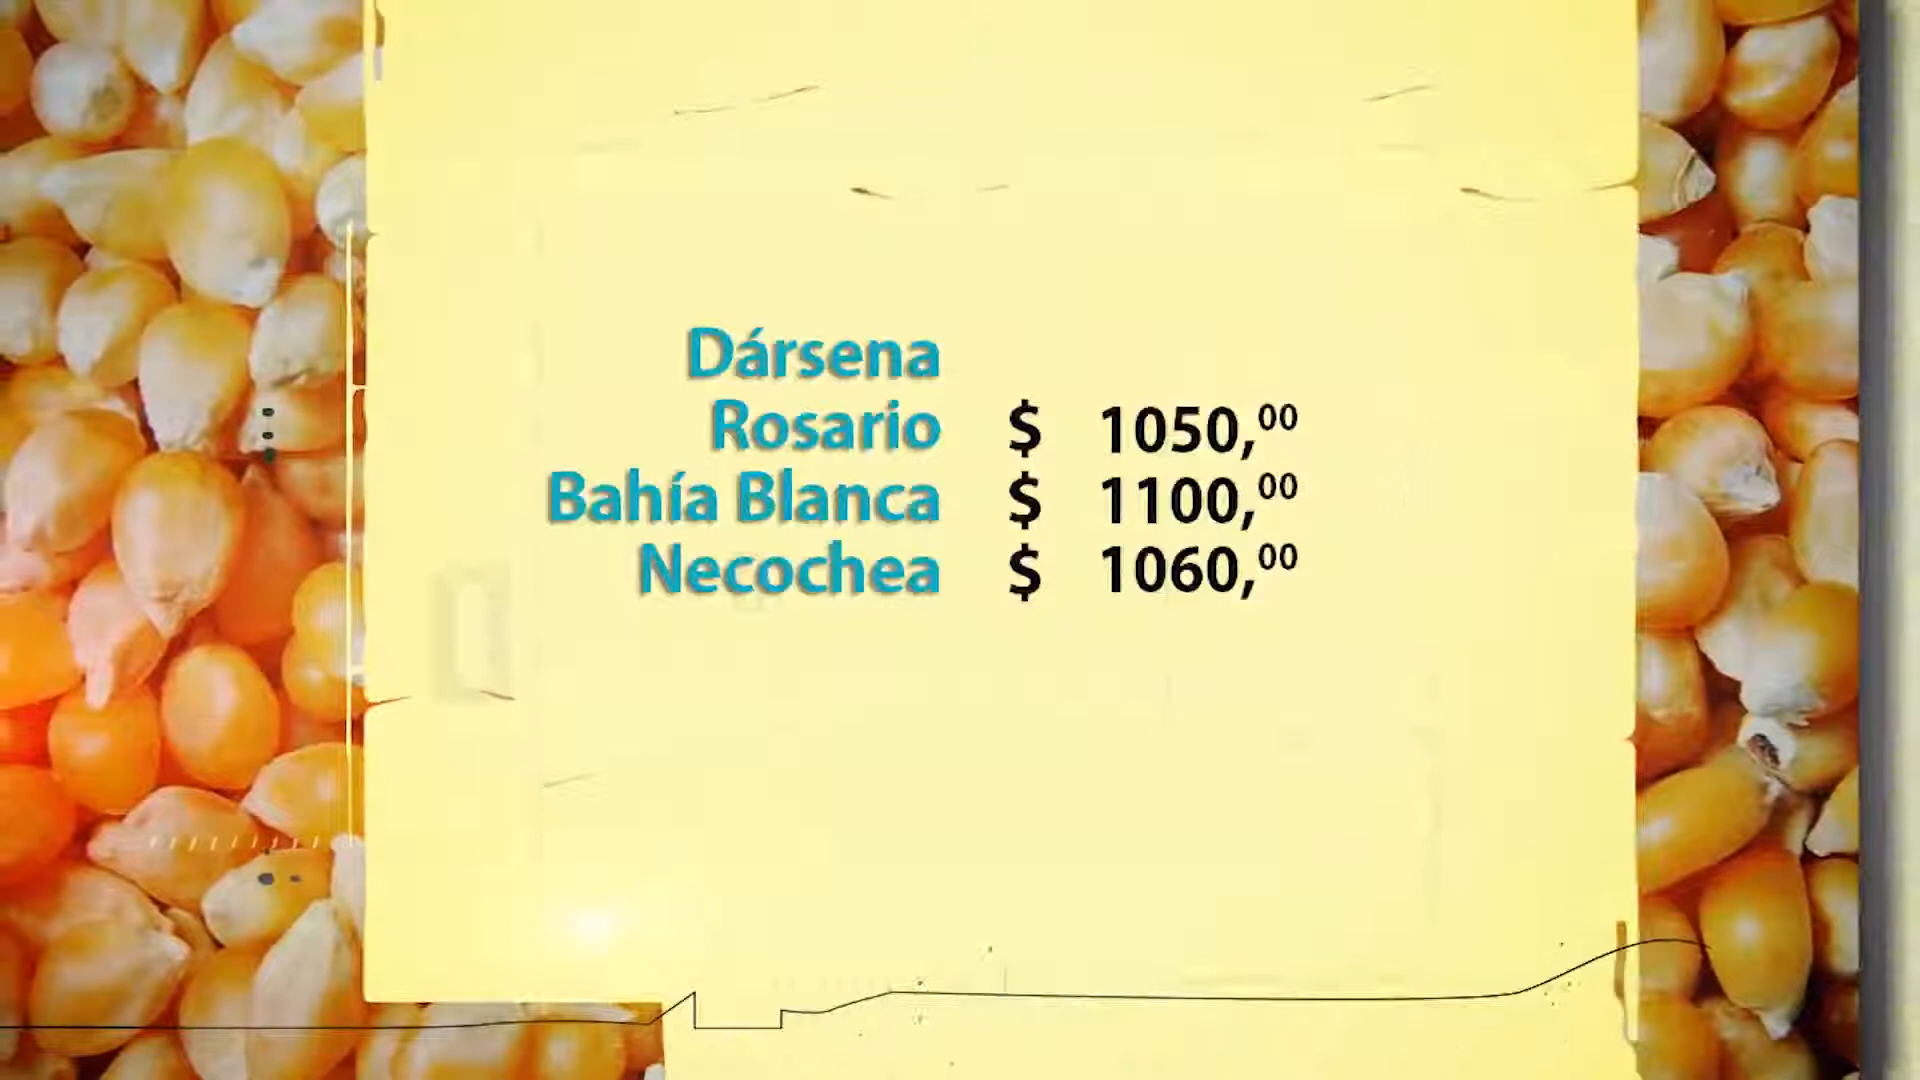 Dársena
Rosario $ 1050,00
Bahía Blanca $ 1100,00
Necochea $ 1060,00